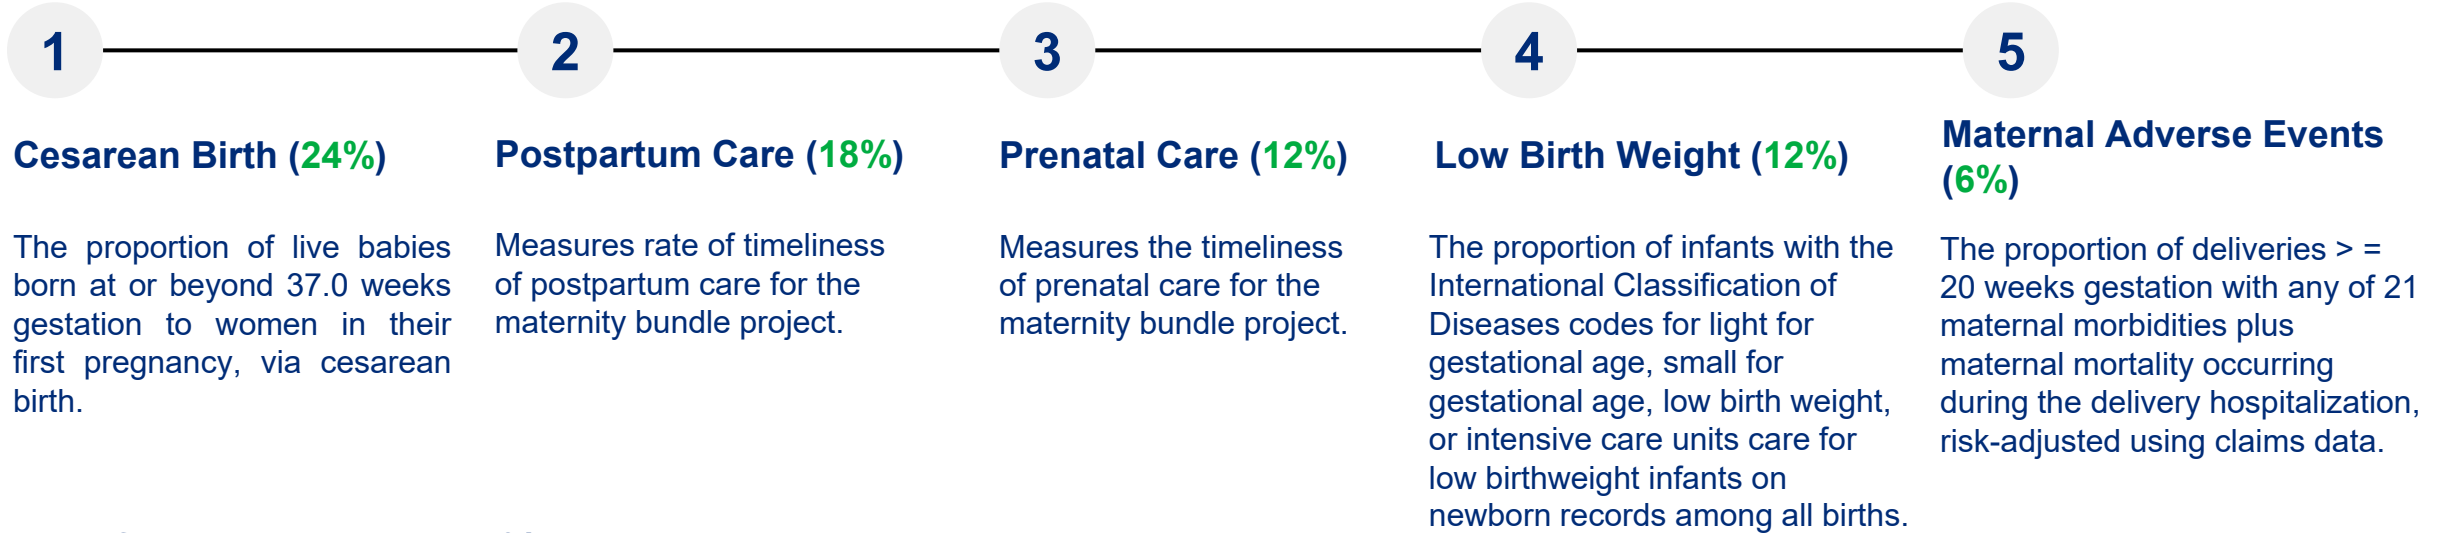 1
2
3
4
5
Cesarean Birth (24%)
The proportion of live babies
born at or beyond 37.0 weeks
gestation to women in their
first pregnancy, via cesarean
birth.
Postpartum Care (18%)
Measures rate of timeliness
of postpartum care for the
maternity bundle project.
Prenatal Care (12%)
Measures the timeliness
of prenatal care for the
maternity bundle project.
Low Birth Weight (12%)
The proportion of infants with the
International Classification of
Diseases codes for light for
gestational age, small for
gestational age, low birth weight,
or intensive care units care for
low birthweight infants on
newborn records among all births.
Maternal Adverse Events
(6%)
The proportion of deliveries > =
20 weeks gestation with any of 21
maternal morbidities plus
maternal mortality occurring
during the delivery hospitalization,
risk-adjusted using claims data.